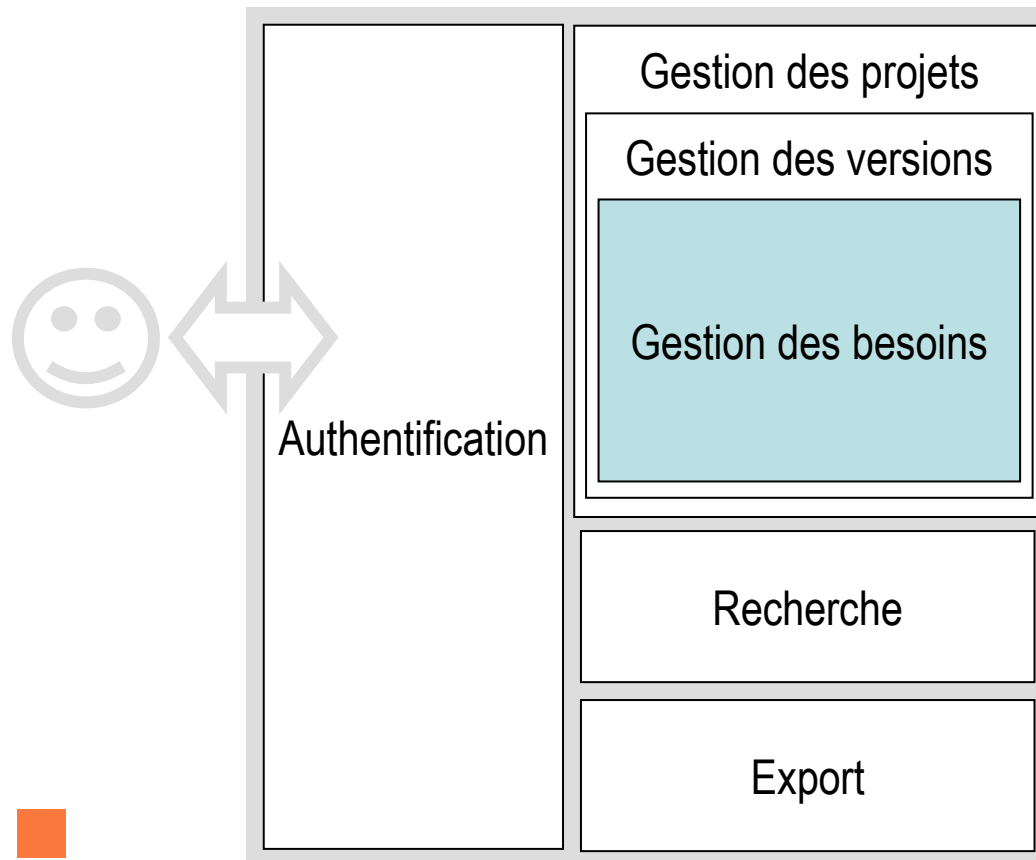 Gestion des projets
Gestion des versions
Gestion des besoins
Authentification
Recherche
Export